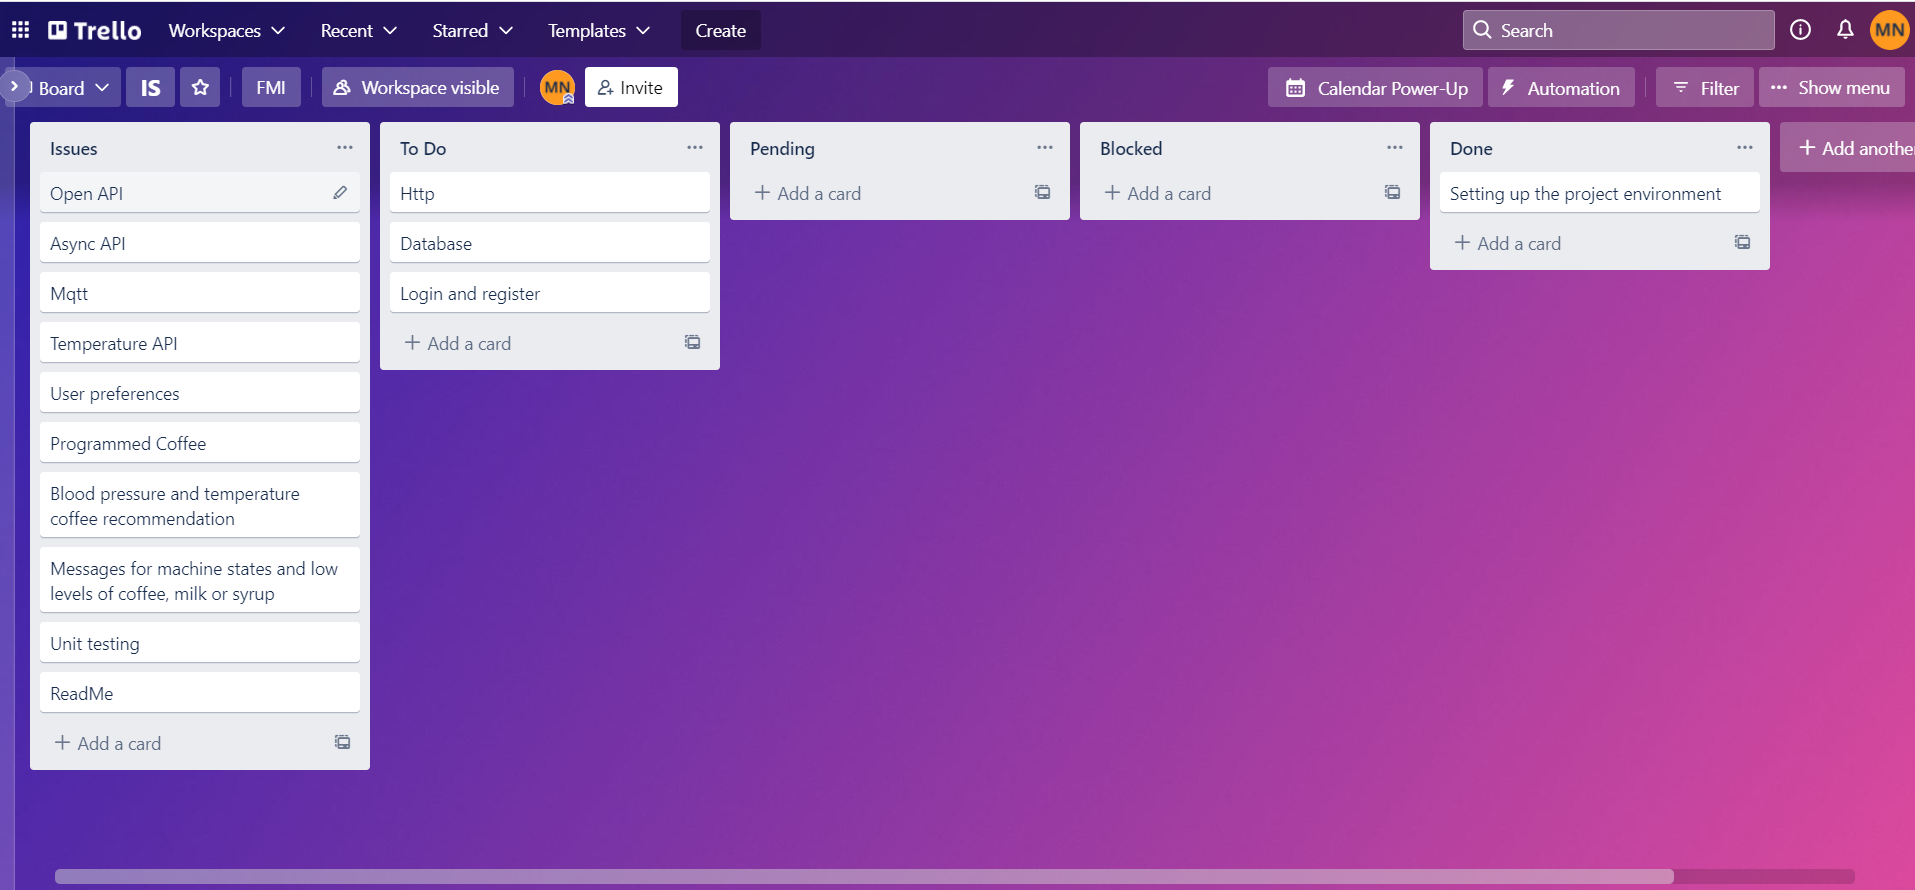 Trello
Workspaces
Recent
Starred
Templates
Create
Search
MN
Board
IS
FMI
Workspace visible
MN
Invite
Calendar Power-Up
Automation
Filter
Show menu
Issues
Open API
Async API
Mqtt
Temperature API
User preferences
Programmed Coffee
Blood pressure and temperature
coffee recommendation
Messages for machine states and low
levels of coffee, milk or syrup
Unit testing
ReadMe
+ Add a card
To Do
Http
Database
Login and register
+ Add a card
Pending
+ Add a card
Blocked
+ Add a card
Done
Setting up the project environment
+ Add a card
+ Add another